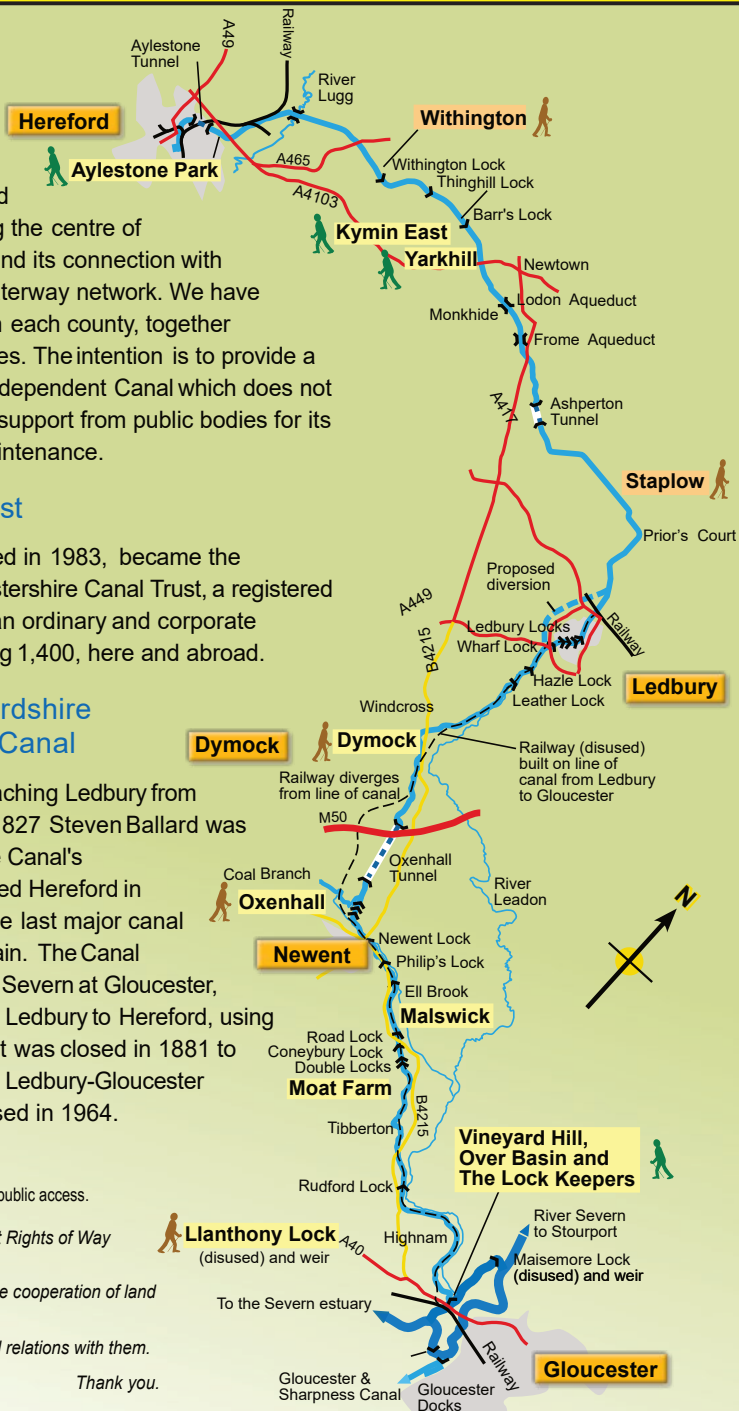 Aylestone
Tunnel
A49
Railway
River
Lugg
Hereford
Withington
Aylestone Park
A465
Withington Lock
Thinghill Lock
A4103
Barr's Lock
Kymin East
Yarkhill
Newtown
Lodon Aqueduct
Monkhide
Frome Aqueduct
A417
Ashperton
Tunnel
Staplow
Prior's Court
Proposed
diversion
A449
B4215
Ledbury Locks
Wharf Lock
Railway
Hazle Lock
Leather Lock
Ledbury
Windcross
Dymock
Dymock
Railway (disused)
built on line of
canal from Ledbury
to Gloucester
Railway diverges
from line of canal
M50
Oxenhall
Tunnel
Coal Branch
Oxenhall
River
Leadon
N
Newent
Newent Lock
Philip's Lock
Ell Brook
Malswick
Road Lock
Coneybury Lock
Double Locks
Moat Farm
B4215
Tibberton
Vineyard Hill,
Over Basin and
The Lock Keepers
Rudford Lock
Llanthony Lock
(disused) and weir
A40
Highnam
River Severn
to Stourport
Maisemore Lock
(disused) and weir
To the Severn estuary
Railway
Gloucester
Gloucester &
Sharpness Canal
Gloucester
Docks
d
g the centre of
nd its connection with
terway network. We have
n each county, together
es. The intention is to provide a
dependent Canal which does not
support from public bodies for its
intenance.
st
ed in 1983, became the
stershire Canal Trust, a registered
an ordinary and corporate
g 1,400, here and abroad.
rdshire
Canal
aching Ledbury from
827 Steven Ballard was
e Canal's
ed Hereford in
e last major canal
ain. The Canal
Severn at Gloucester,
Ledbury to Hereford, using
t was closed in 1881 to
Ledbury-Gloucester
sed in 1964.
public access.
t Rights of Way
e cooperation of land
l relations with them.
Thank you.